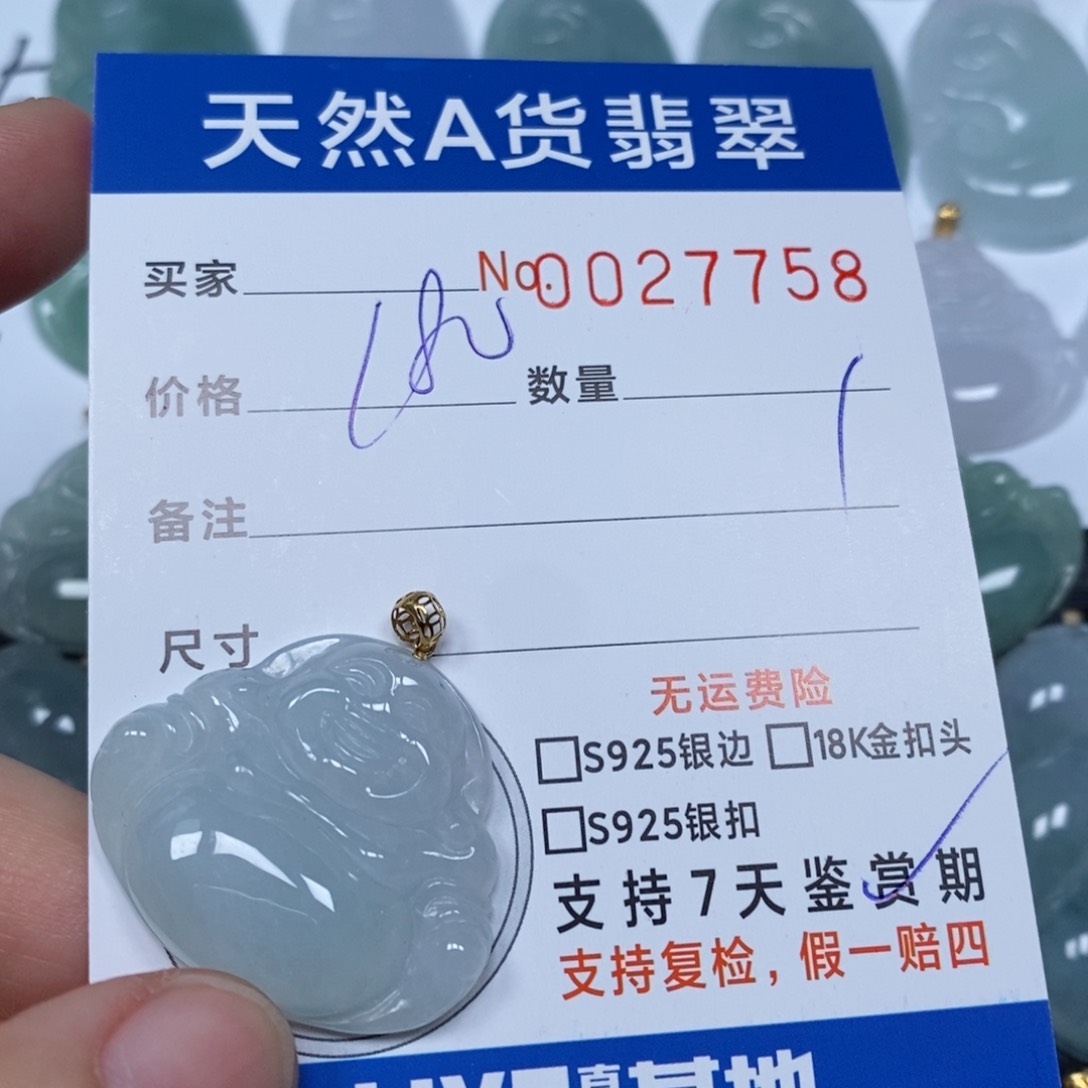 天然A货翡翠
买家 No.0027758
价格 数量 1
备注
尺寸
无运费险
S925银边 18K金扣头
S925银扣
支持7天鉴赏期
支持复检，假一赔四